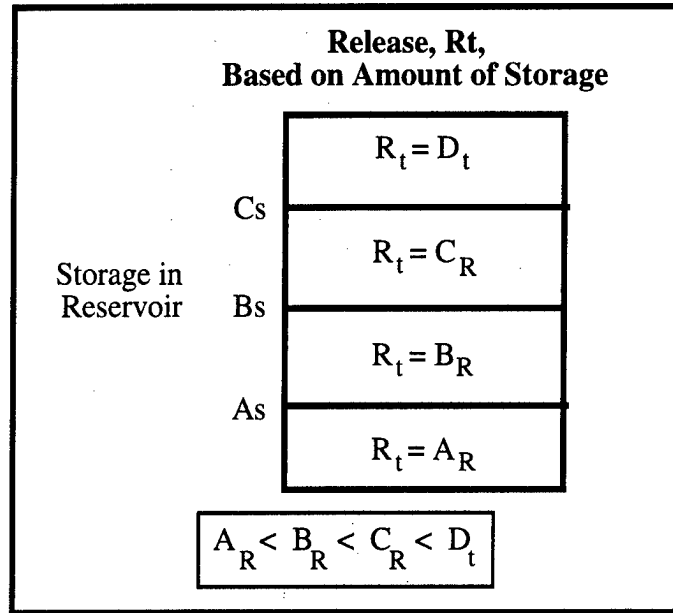 Release, Rt,
Based on Amount of Storage
R_t = D_t
Cs
R_t = C_R
Storage in
Reservoir
Bs
R_t = B_R
As
R_t = A_R
A_R < B_R < C_R < D_t